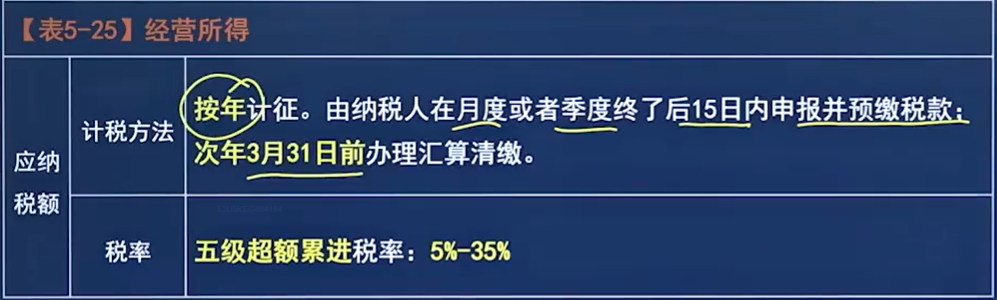 【表5-25】经营所得
应纳
税额
计税方法
按年计征。由纳税人在月度或者季度终了后15日内申报并预缴税款；
次年3月31日前办理汇算清缴。
税率
五级超额累进税率：5%-35%